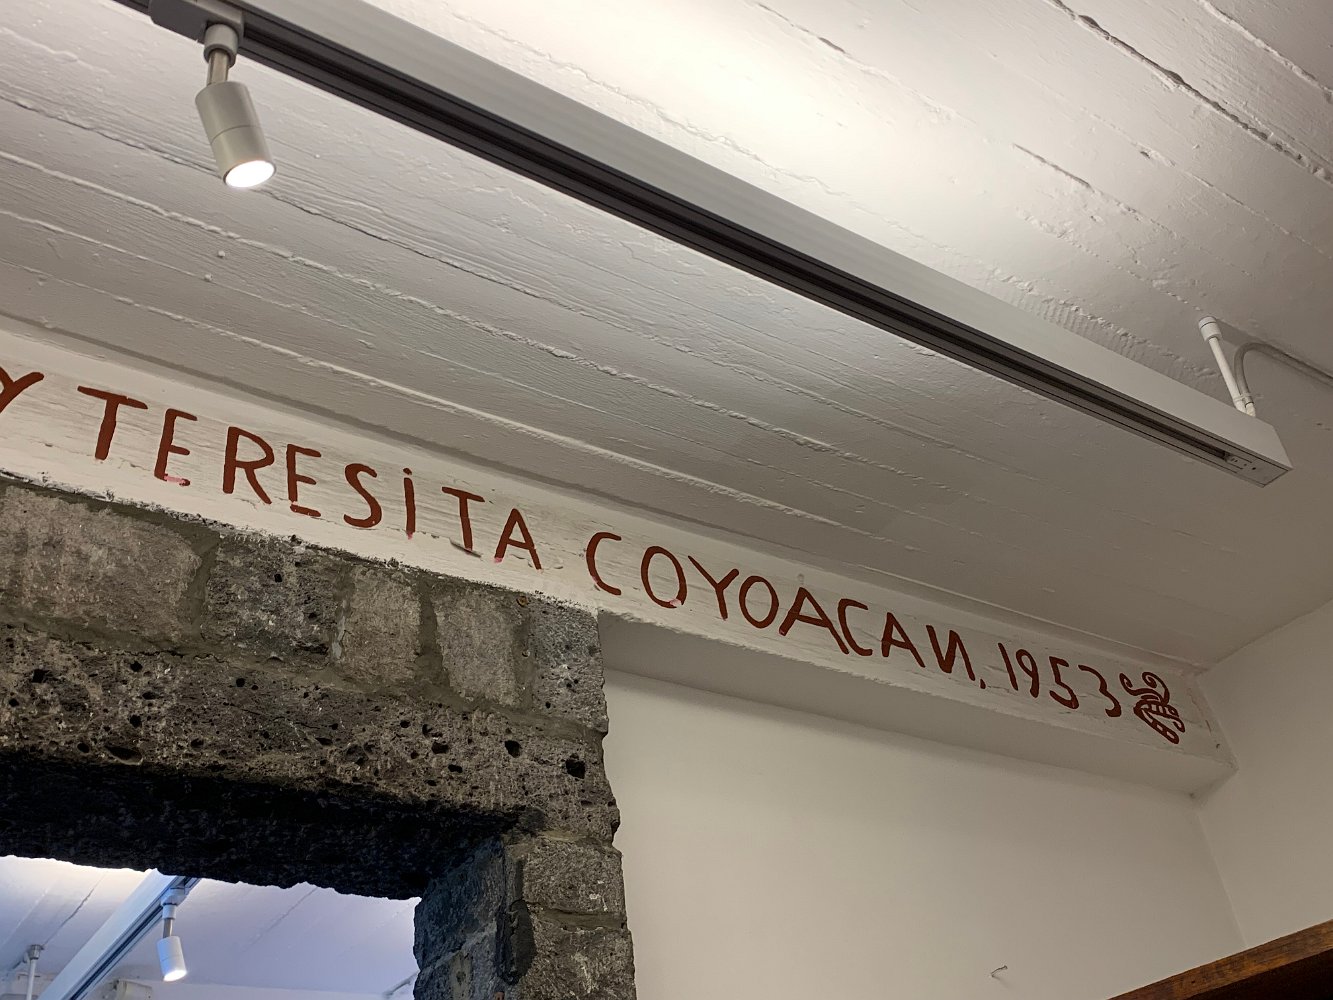 Y TERESiTA COYOACAN, 1953